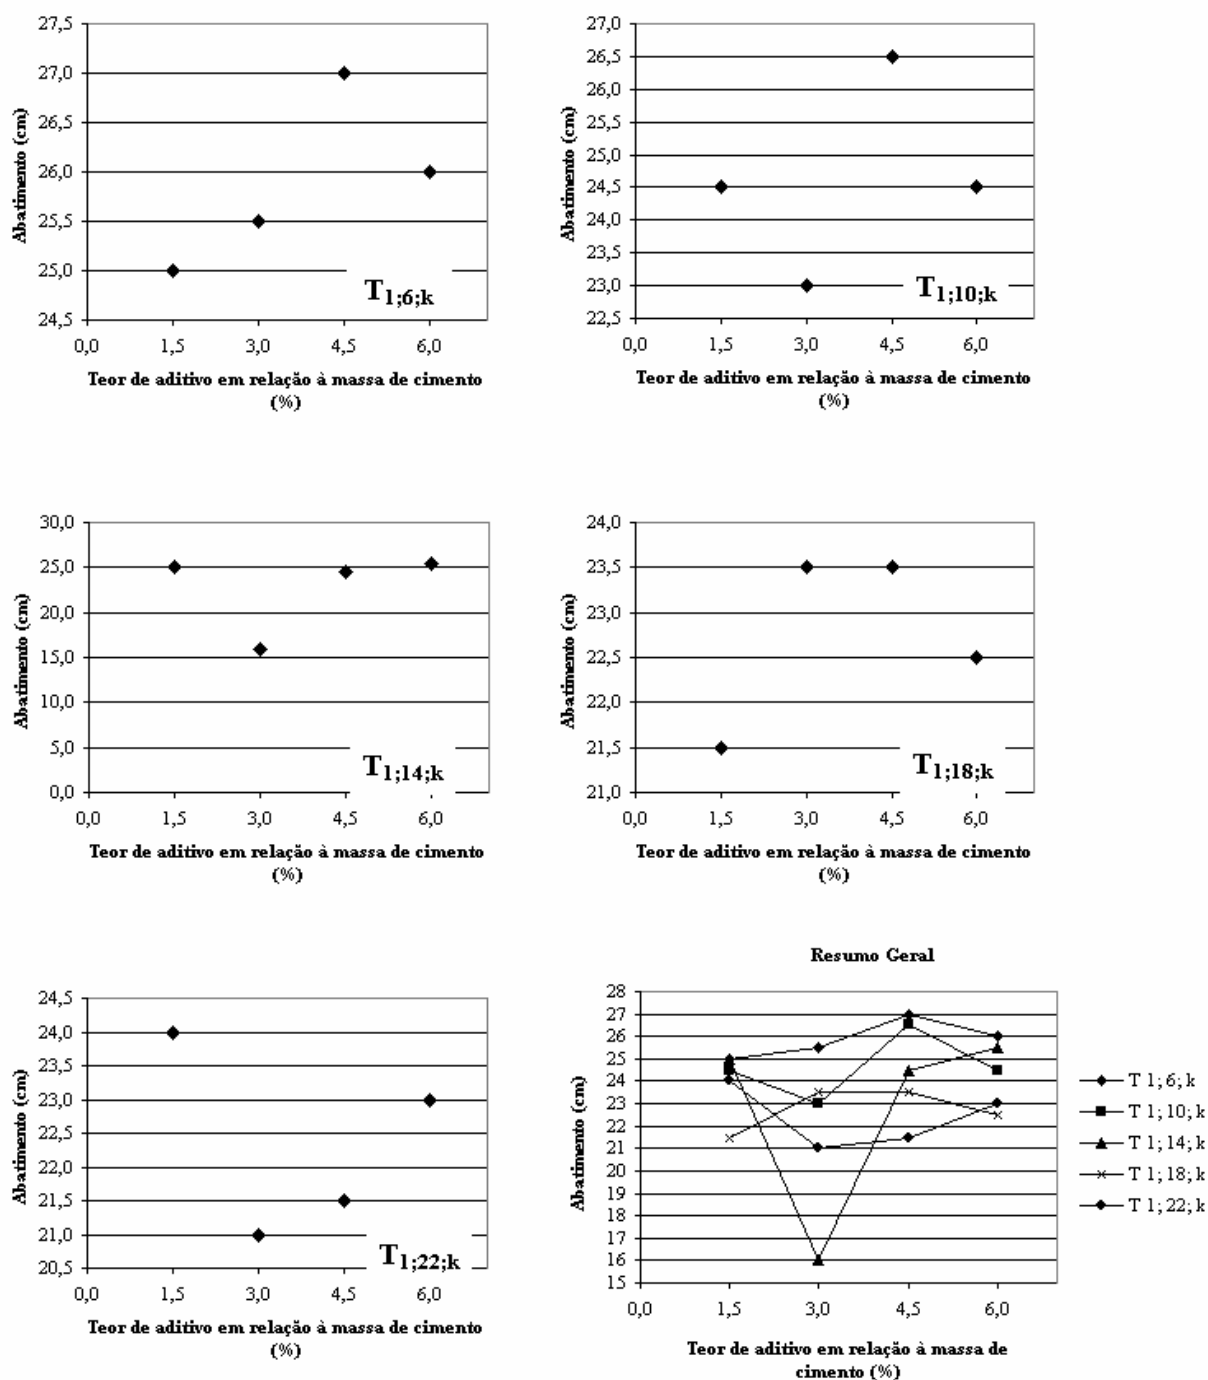 27,5
27,0
26,5
26,0
25,5
25,0
24,5
Abatimento (cm)
0,0 1,5 3,0 4,5 6,0
Teor de aditivo em relação à massa de cimento
(%)
T1;6;k
27,0
26,5
26,0
25,5
25,0
24,5
24,0
23,5
23,0
22,5
Abatimento (cm)
0,0 1,5 3,0 4,5 6,0
Teor de aditivo em relação à massa de cimento
(%)
T1;10;k
30,0
25,0
20,0
15,0
10,0
5,0
0,0
Abatimento (cm)
0,0 1,5 3,0 4,5 6,0
Teor de aditivo em relação à massa de cimento
(%)
T1;14;k
24,0
23,5
23,0
22,5
22,0
21,5
21,0
Abatimento (cm)
0,0 1,5 3,0 4,5 6,0
Teor de aditivo em relação à massa de cimento
(%)
T1;18;k
24,5
24,0
23,5
23,0
22,5
22,0
21,5
21,0
20,5
Abatimento (cm)
0,0 1,5 3,0 4,5 6,0
Teor de aditivo em relação à massa de cimento
(%)
T1;22;k
Resumo Geral
28
27
26
25
24
23
22
21
20
19
18
17
16
15
Abatimento (cm)
0,0 1,5 3,0 4,5 6,0
Teor de aditivo em relação à massa de
cimento (%)
T 1; 6; k
T 1; 10; k
T 1; 14; k
T 1; 18; k
T 1; 22; k